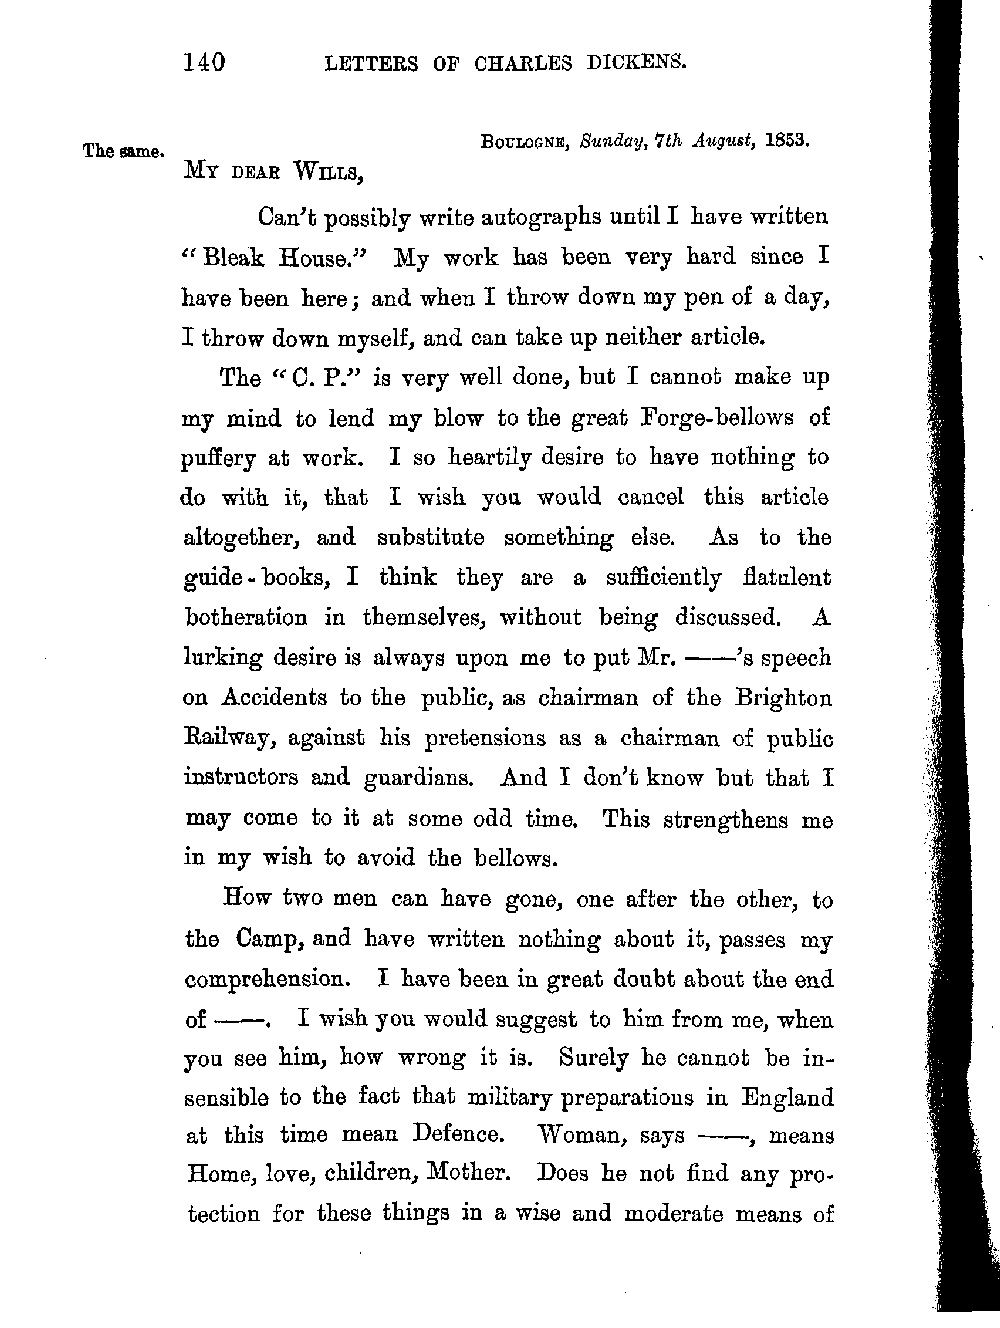 140 LETTERS OF CHARLES DICKENS.
BOULOGNE, Sunday, 7th August, 1853.
The same.
MY DEAR WILLS,
Can't possibly write autographs until I have written
"Bleak House." My work has been very hard since I
have been here; and when I throw down my pen of a day,
I throw down myself, and can take up neither article.
The "C. P." is very well done, but I cannot make up
my mind to lend my blow to the great Forge-bellows of
puffery at work. I so heartily desire to have nothing to
do with it, that I wish you would cancel this article
altogether, and substitute something else. As to the
guide-books, I think they are a sufficiently flatulent
botheration in themselves, without being discussed. A
lurking desire is always upon me to put Mr. ——'s speech
on Accidents to the public, as chairman of the Brighton
Railway, against his pretensions as a chairman of public
instructors and guardians. And I don't know but that I
may come to it at some odd time. This strengthens me
in my wish to avoid the bellows.
How two men can have gone, one after the other, to
the Camp, and have written nothing about it, passes my
comprehension. I have been in great doubt about the end
of ——. I wish you would suggest to him from me, when
you see him, how wrong it is. Surely he cannot be in-
sensible to the fact that military preparations in England
at this time mean Defence. Woman, says ——, means
Home, love, children, Mother. Does he not find any pro-
tection for these things in a wise and moderate means of